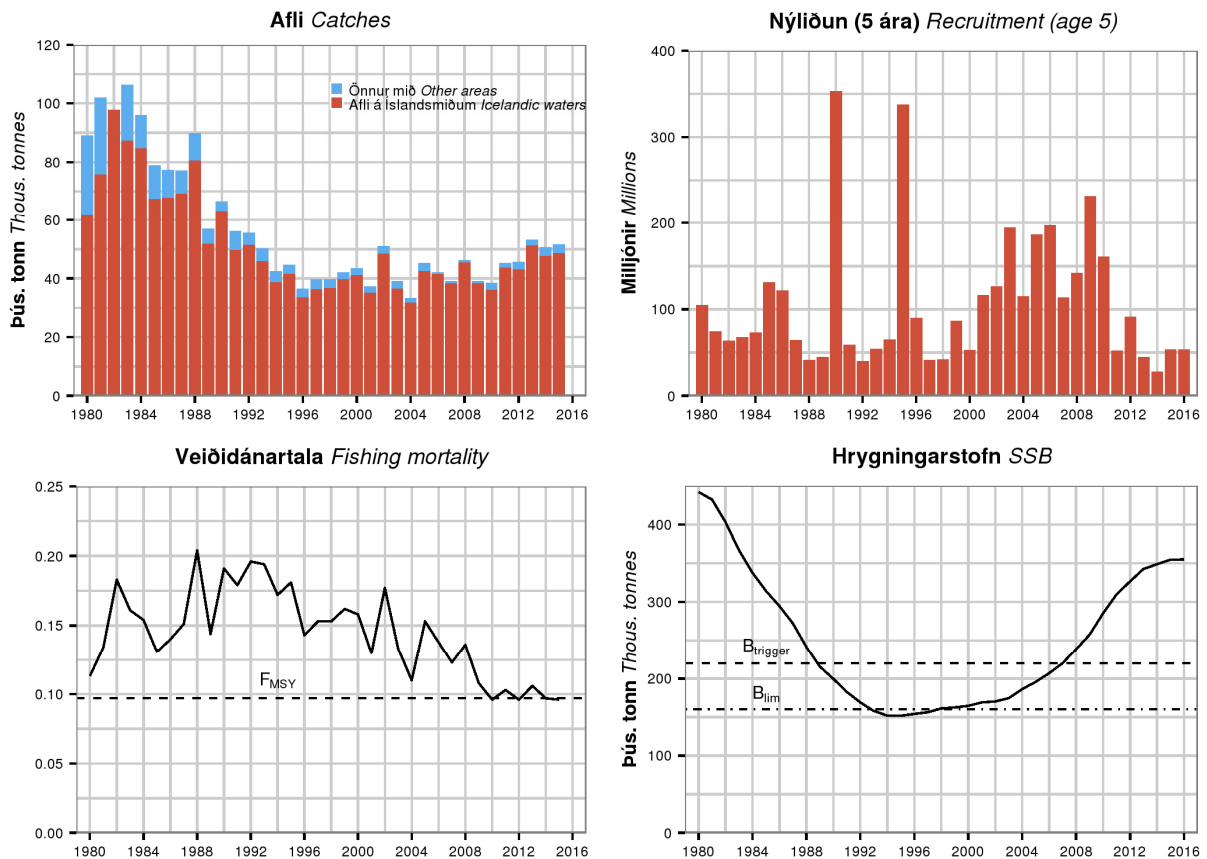 Afli Catches
Þús. tonn Thous. tonnes
120
100
80
60
40
20
0
Önnur mið Other areas
Afli á Íslandsmiðum Icelandic waters
1980 1984 1988 1992 1996 2000 2004 2008 2012 2016
Nýliðun (5 ára) Recruitment (age 5)
Milljónir Millions
400
300
200
100
0
1980 1984 1988 1992 1996 2000 2004 2008 2012 2016
Veiðidánartala Fishing mortality
0.25
0.20
0.15
0.10
0.05
0.00
FMSY
1980 1984 1988 1992 1996 2000 2004 2008 2012 2016
Hrygningarstofn SSB
Þús. tonn Thous. tonnes
400
300
200
100
0
Btrigger
Blim
1980 1984 1988 1992 1996 2000 2004 2008 2012 2016